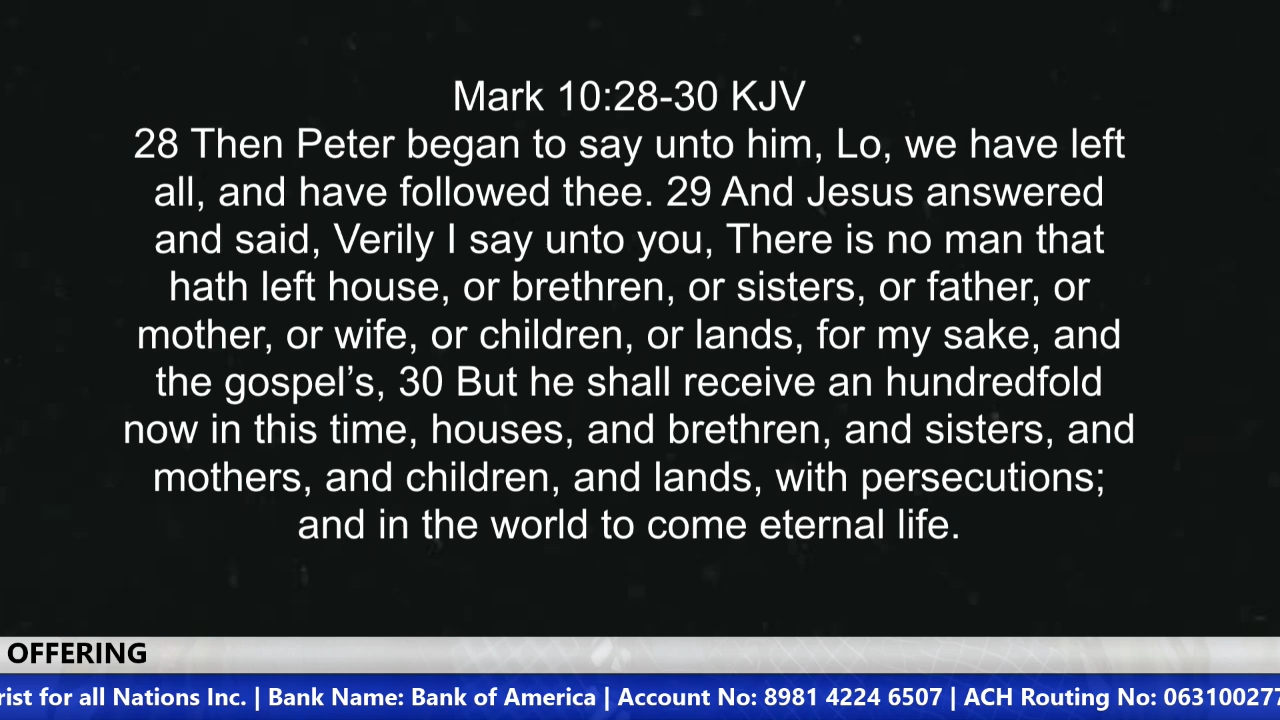 Mark 10:28-30 KJV
28 Then Peter began to say unto him, Lo, we have left
all, and have followed thee. 29 And Jesus answered
and said, Verily I say unto you, There is no man that
hath left house, or brethren, or sisters, or father, or
mother, or wife, or children, or lands, for my sake, and
the gospel’s, 30 But he shall receive an hundredfold
now in this time, houses, and brethren, and sisters, and
mothers, and children, and lands, with persecutions;
and in the world to come eternal life.
OFFERING
rist for all Nations Inc. | Bank Name: Bank of America | Account No: 8981 4224 6507 | ACH Routing No: 063100277